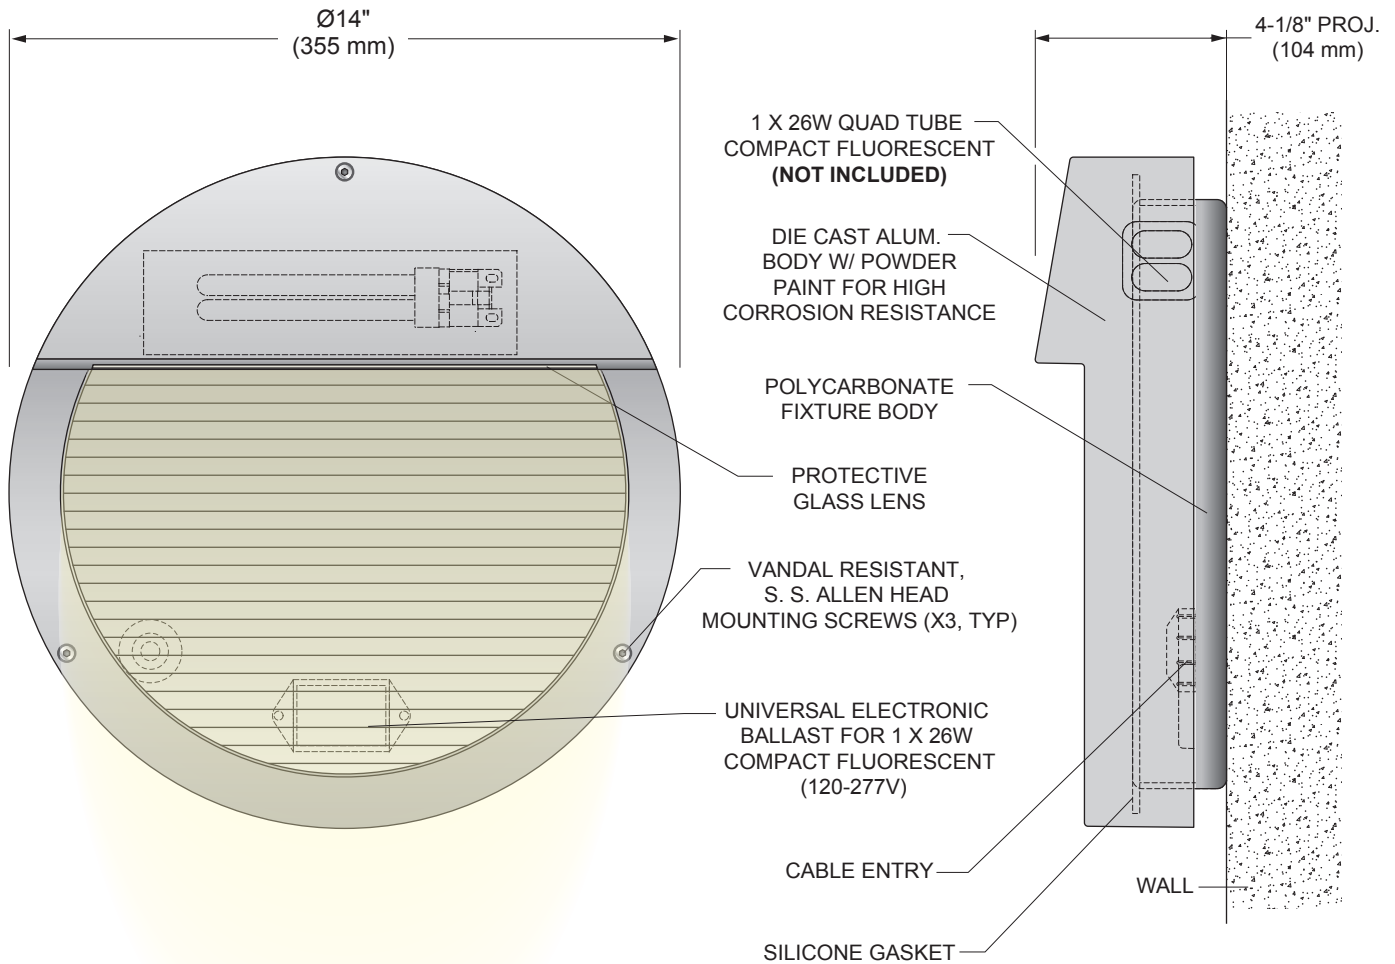 Ø14"
(355 mm)
4-1/8" PROJ.
(104 mm)
1 X 26W QUAD TUBE
COMPACT FLUORESCENT
(NOT INCLUDED)
DIE CAST ALUM.
BODY W/ POWDER
PAINT FOR HIGH
CORROSION RESISTANCE
POLYCARBONATE
FIXTURE BODY
PROTECTIVE
GLASS LENS
VANDAL RESISTANT,
S. S. ALLEN HEAD
MOUNTING SCREWS (X3, TYP)
UNIVERSAL ELECTRONIC
BALLAST FOR 1 X 26W
COMPACT FLUORESCENT
(120-277V)
CABLE ENTRY
WALL
SILICONE GASKET